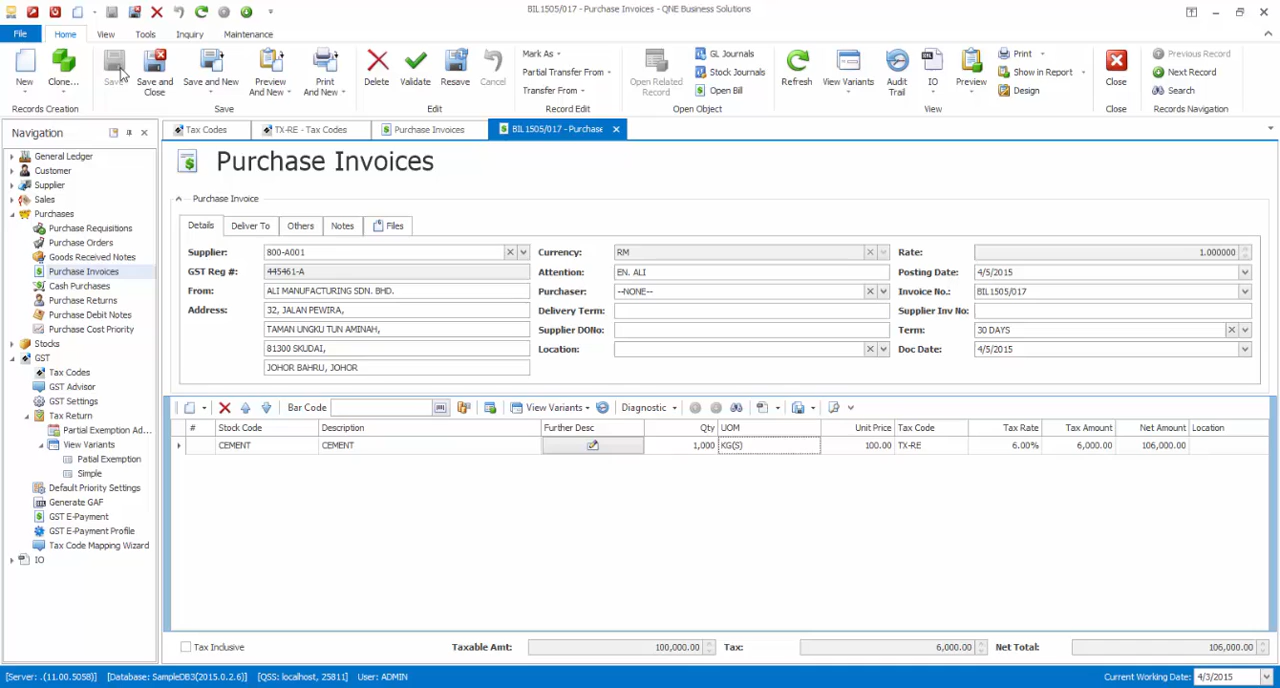 BIL1505/017 - Purchase Invoices - QNE Business Solutions
File Home View Tools Inquiry Maintenance
New Clone... Save Save and Close Save and New Preview And New Print And New Delete Validate Resave Cancel
Mark As Partial Transfer From Transfer From
Open Related Record GL Journals Stock Journals Open Bill
Refresh View Variants Audit Trail IO Preview Print Show in Report Design
Close Previous Record Next Record Search
Records Creation Save Edit Record Edit Open Object View Close Records Navigation
Navigation
Tax Codes TX-RE - Tax Codes Purchase Invoices BIL1505/017 - Purchase
General Ledger
Customer
Supplier
Sales
Purchases
Purchase Requisitions
Purchase Orders
Goods Received Notes
Purchase Invoices
Cash Purchases
Purchase Returns
Purchase Debit Notes
Purchase Cost Priority
Stocks
GST
Tax Codes
GST Advisor
GST Settings
Tax Return
Partial Exemption Ad...
View Variants
Patial Exemption
Simple
Default Priority Settings
Generate GAF
GST E-Payment
GST E-Payment Profile
Tax Code Mapping Wizard
IO
Purchase Invoices
Purchase Invoice
Details Deliver To Others Notes Files
Supplier: 800-A001 Currency: RM Rate: 1.000000
GST Reg #: 445461-A Attention: EN. ALI Posting Date: 4/5/2015
From: ALI MANUFACTURING SDN. BHD. Purchaser: --NONE-- Invoice No.: BIL1505/017
Address: 32, JALAN PEWIRA, Delivery Term: Supplier Inv No:
TAMAN UNGKU TUN AMINAH, Supplier DONo: Term: 30 DAYS
81300 SKUDAI, Location: Doc Date: 4/5/2015
JOHOR BAHRU, JOHOR
Bar Code View Variants Diagnostic
# Stock Code Description Further Desc Qty UOM Unit Price Tax Code Tax Rate Tax Amount Net Amount Location
CEMENT CEMENT 1,000 KG(S) 100.00 TX-RE 6.00% 6,000.00 106,000.00
Tax Inclusive Taxable Amt: 100,000.00 Tax: 6,000.00 Net Total: 106,000.00
[Server: .(11.00.5058)] [Database: SampleDB3(2015.0.2.6)] [QSS: localhost, 25811] User: ADMIN Current Working Date: 4/3/2015